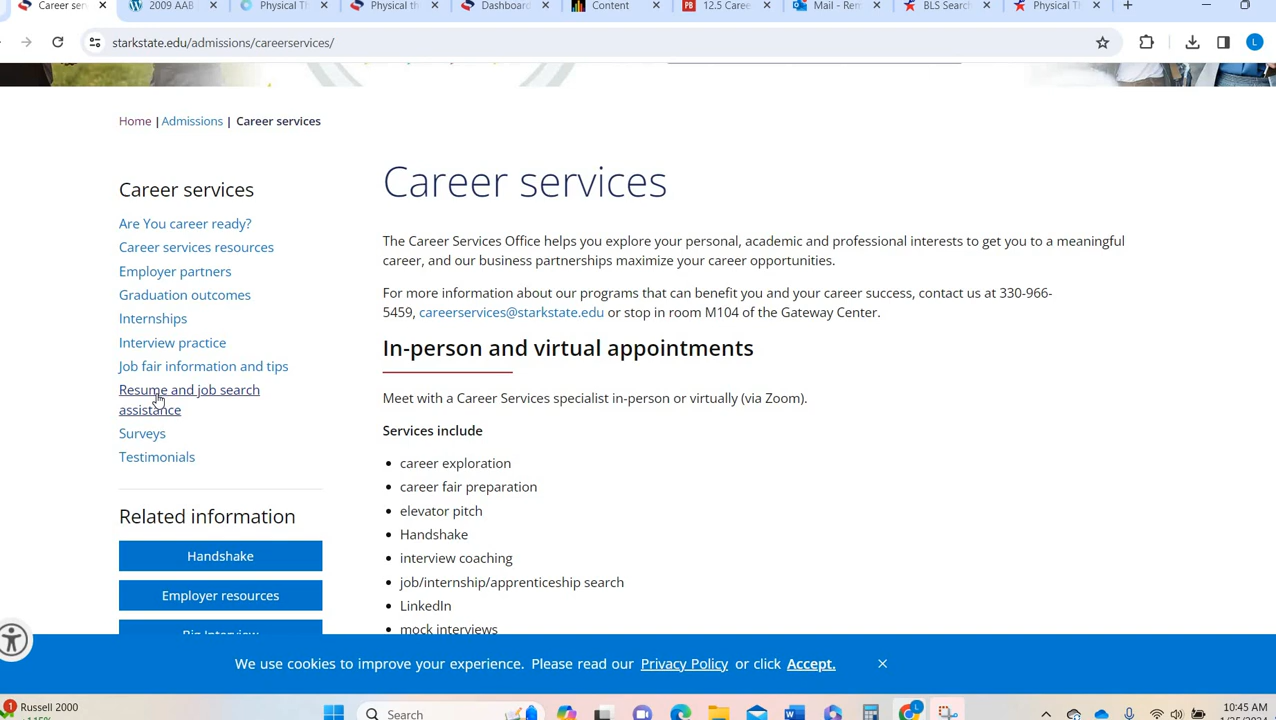 Career serv
2009 AAB
Physical Th
Physical th
Dashboard
Content
12.5 Career
Mail - Rem
BLS Search
Physical Th
starkstate.edu/admissions/careerservices/
L
Home | Admissions | Career services
Career services
Are You career ready?
Career services resources
Employer partners
Graduation outcomes
Internships
Interview practice
Job fair information and tips
Resume and job search
assistance
Surveys
Testimonials
Related information
Handshake
Employer resources
Big Interview
Career services
The Career Services Office helps you explore your personal, academic and professional interests to get you to a meaningful
career, and our business partnerships maximize your career opportunities.
For more information about our programs that can benefit you and your career success, contact us at 330-966-
5459, careerservices@starkstate.edu or stop in room M104 of the Gateway Center.
In-person and virtual appointments
Meet with a Career Services specialist in-person or virtually (via Zoom).
Services include
career exploration
career fair preparation
elevator pitch
Handshake
interview coaching
job/internship/apprenticeship search
LinkedIn
mock interviews
We use cookies to improve your experience. Please read our Privacy Policy or click Accept.
1
Russell 2000
Search
10:45 AM